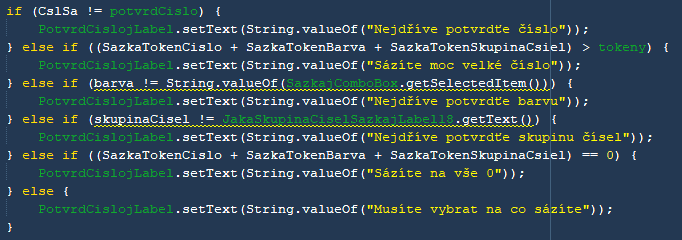 if (CslSa != potvrdCislo) {
    PotvrdCislojLabel.setText(String.valueOf("Nejdříve potvrdťe číslo"));
} else if ((SazkaTokenCislo + SazkaTokenBarva + SazkaTokenSkupinaCsiel) > tokeny) {
    PotvrdCislojLabel.setText(String.valueOf("Sázíte moc velké číslo"));
} else if (barva != String.valueOf(SazkajComboBox.getSelectedItem())) {
    PotvrdCislojLabel.setText(String.valueOf("Nejdříve potvrdťe barvu"));
} else if (skupinaCisel != JakaSkupinaCiselSazkajLabel18.getText()) {
    PotvrdCislojLabel.setText(String.valueOf("Nejdříve potvrdťe skupinu čísel"));
} else if ((SazkaTokenCislo + SazkaTokenBarva + SazkaTokenSkupinaCsiel) == 0) {
    PotvrdCislojLabel.setText(String.valueOf("Sázíte na vše 0"));
} else {
    PotvrdCislojLabel.setText(String.valueOf("Musíte vybrat na co sázíte"));
}